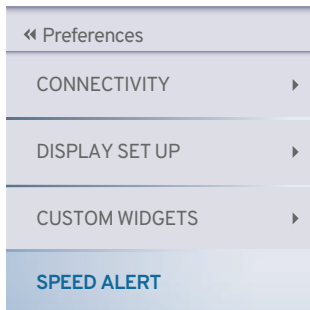 Preferences
CONNECTIVITY
DISPLAY SET UP
CUSTOM WIDGETS
SPEED ALERT